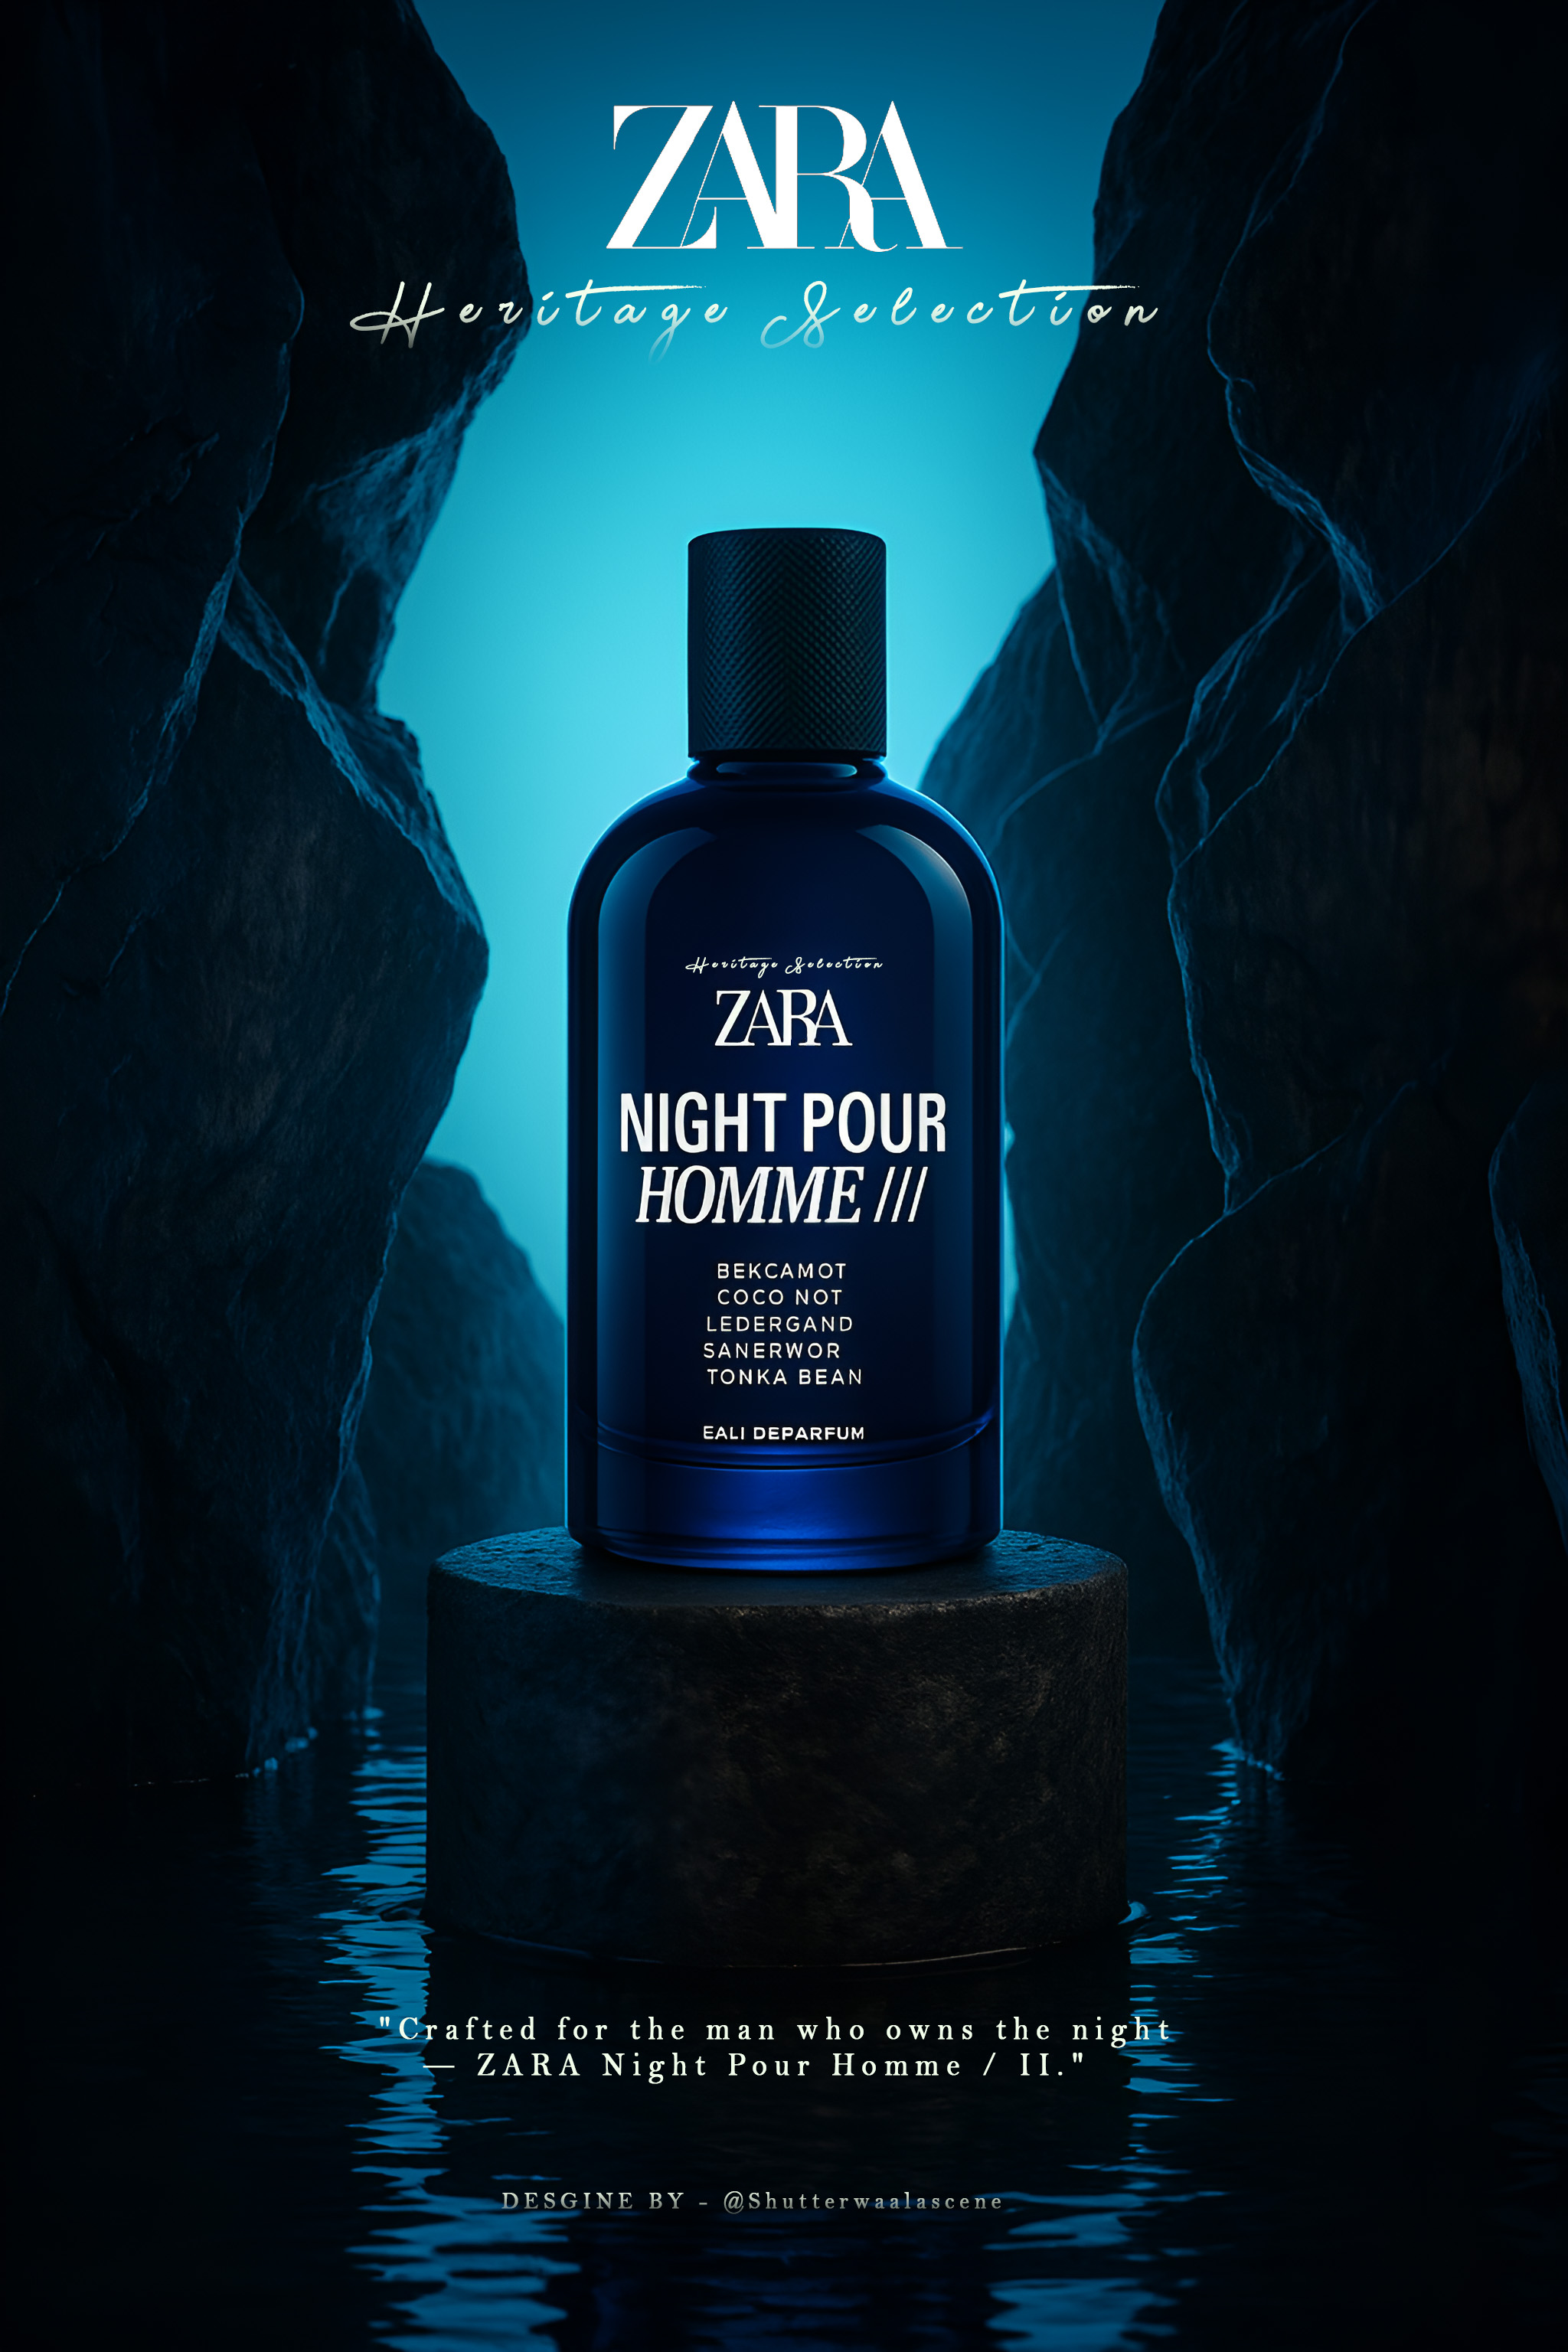 ZARA
Heritage Selection
Heritage Selection
ZARA
NIGHT POUR
HOMME ///
BEKCAMOT
COCO NOT
LEDERGAND
SANERWOR
TONKA BEAN
EALI DEPARFUM
"Crafted for the man who owns the night
— ZARA Night Pour Homme / II."
DESGINE BY - @Shutterwaalascene